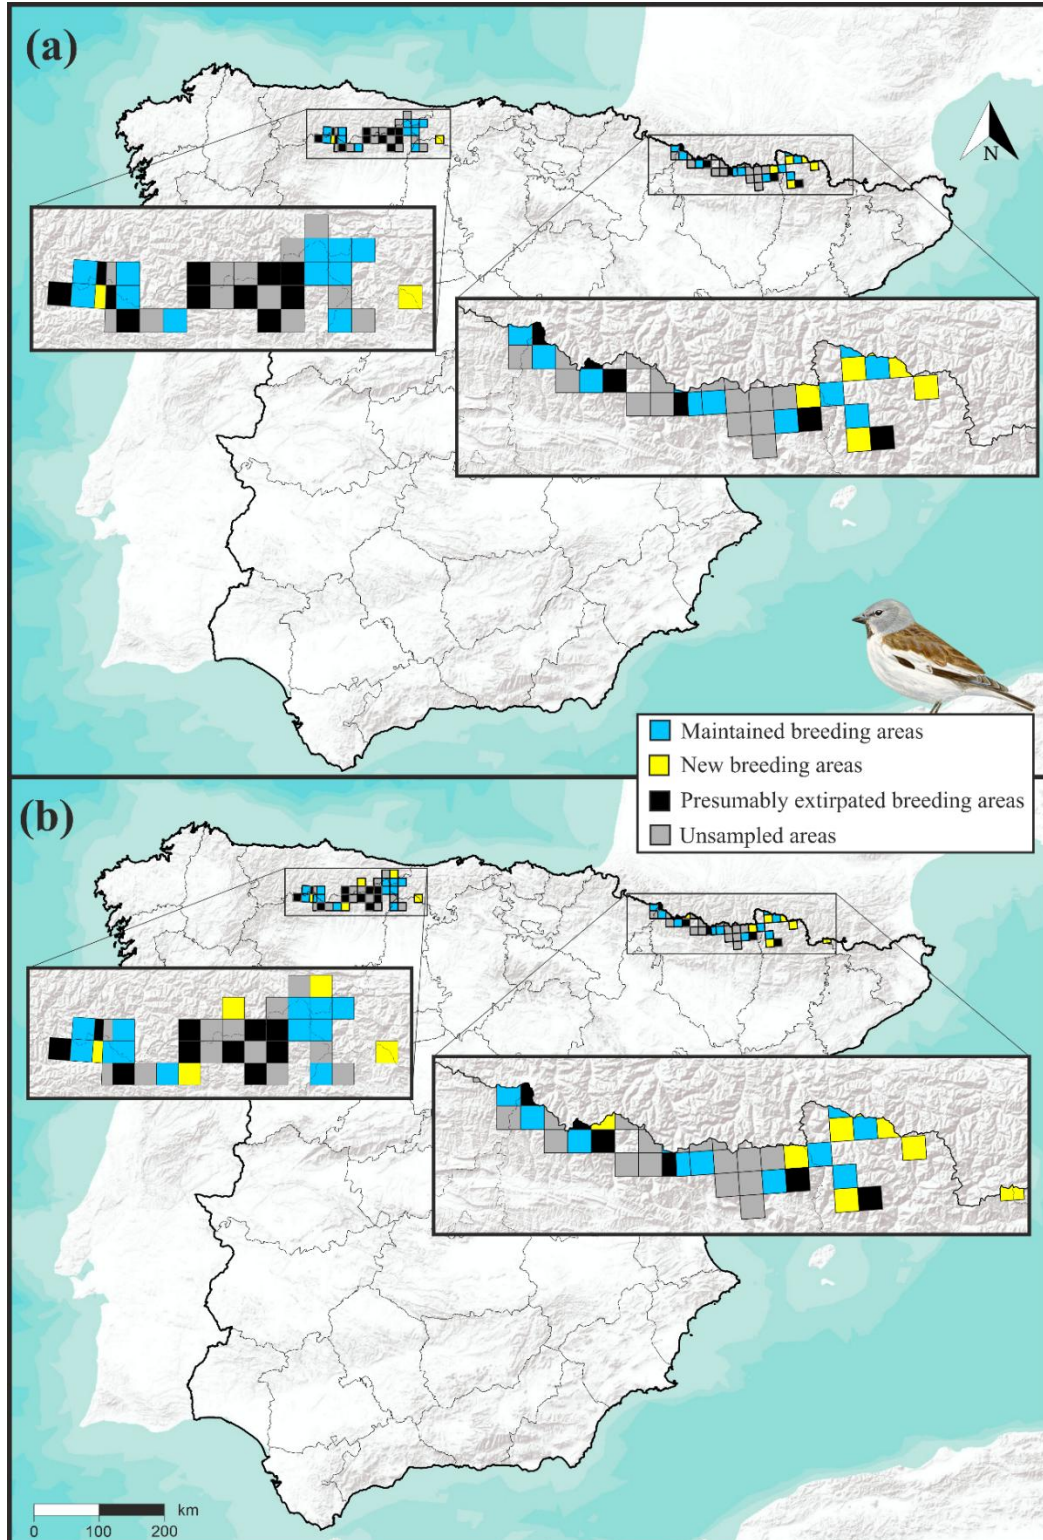 (a)
N
Maintained breeding areas
New breeding areas
Presumably extirpated breeding areas
Unsampled areas
(b)
km
0 100 200